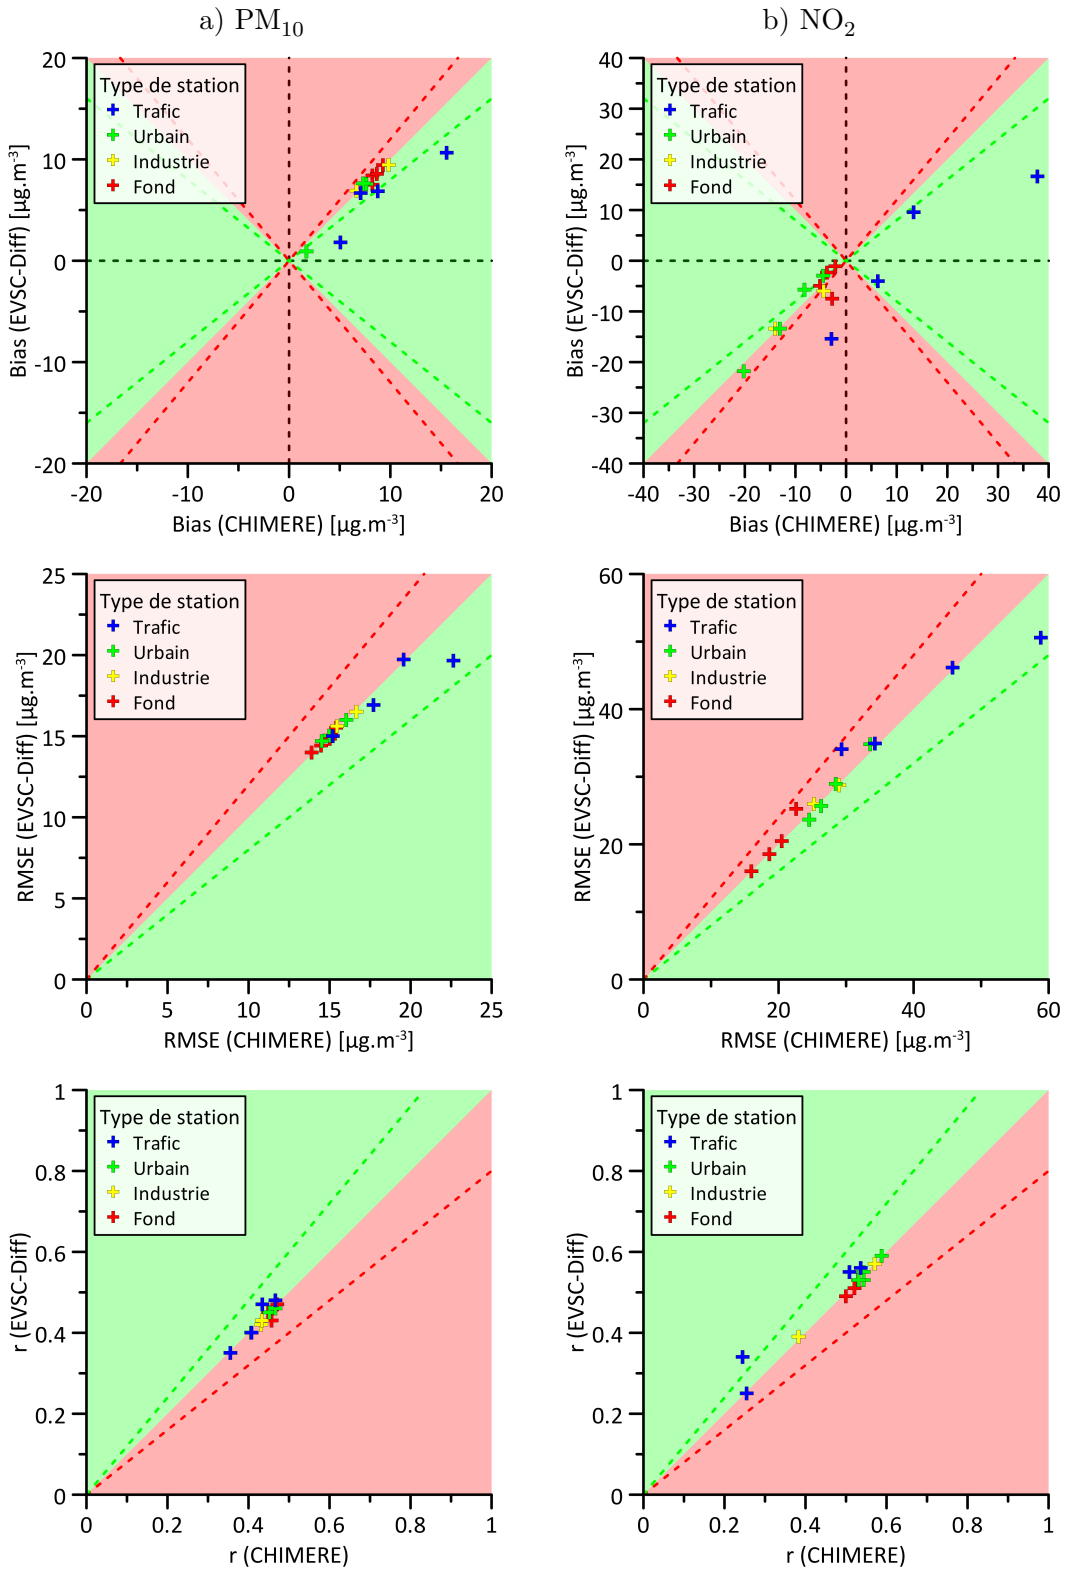 a) PM10
b) NO2
Bias (EVSC-Diff) [µg.m-3]
20
10
0
-10
-20
Type de station
Trafic
Urbain
Industrie
Fond
-20 -10 0 10 20
Bias (CHIMERE) [µg.m-3]
Bias (EVSC-Diff) [µg.m-3]
40
30
20
10
0
-10
-20
-30
-40
Type de station
Trafic
Urbain
Industrie
Fond
-40 -30 -20 -10 0 10 20 30 40
Bias (CHIMERE) [µg.m-3]
RMSE (EVSC-Diff) [µg.m-3]
25
20
15
10
5
0
Type de station
Trafic
Urbain
Industrie
Fond
0 5 10 15 20 25
RMSE (CHIMERE) [µg.m-3]
RMSE (EVSC-Diff) [µg.m-3]
60
40
20
0
Type de station
Trafic
Urbain
Industrie
Fond
0 20 40 60
RMSE (CHIMERE) [µg.m-3]
r (EVSC-Diff)
1
0.8
0.6
0.4
0.2
0
Type de station
Trafic
Urbain
Industrie
Fond
0 0.2 0.4 0.6 0.8 1
r (CHIMERE)
r (EVSC-Diff)
1
0.8
0.6
0.4
0.2
0
Type de station
Trafic
Urbain
Industrie
Fond
0 0.2 0.4 0.6 0.8 1
r (CHIMERE)